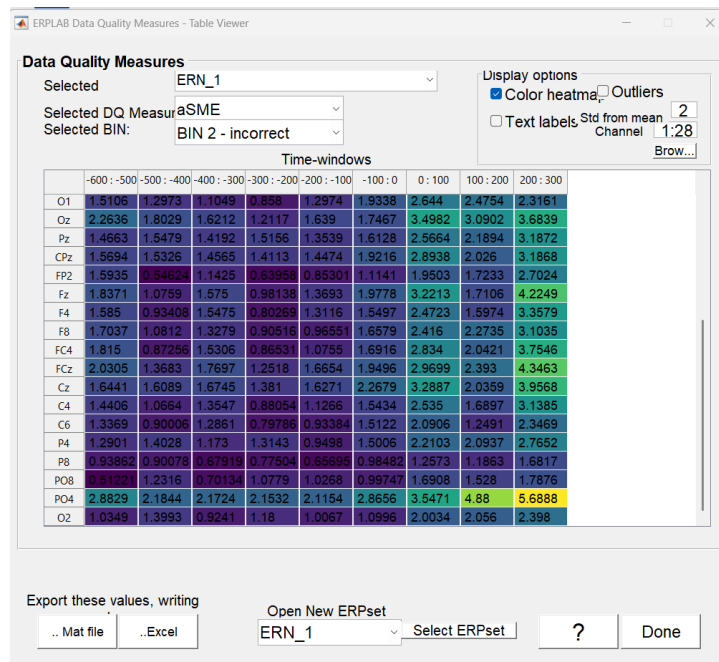 ERPLAB Data Quality Measures - Table Viewer
Data Quality Measures
Selected ERN_1
Display options
Color heatmap Outliers
Selected DQ Measur aSME
Text labels Std from mean 2
Selected BIN: BIN 2 - incorrect
Channel 1:28
Brow...
Time-windows
-600 : -500 -500 : -400 -400 : -300 -300 : -200 -200 : -100 -100 : 0 0 : 100 100 : 200 200 : 300
O1 1.5106 1.2973 1.1049 0.858 1.2974 1.9338 2.644 2.4754 2.3161
Oz 2.2636 1.8029 1.6212 1.2117 1.639 1.7467 3.4982 3.0902 3.6839
Pz 1.4663 1.5479 1.4192 1.5156 1.3539 1.6128 2.5664 2.1894 3.1872
CPz 1.5694 1.5326 1.4565 1.4113 1.4474 1.9216 2.8938 2.026 3.1868
FP2 1.5935 0.54624 1.1425 0.63958 0.85301 1.1141 1.9503 1.7233 2.7024
Fz 1.8371 1.0759 1.575 0.98138 1.3693 1.9778 3.2213 1.7106 4.2249
F4 1.585 0.93408 1.5475 0.80269 1.3116 1.5497 2.4723 1.5974 3.3579
F8 1.7037 1.0812 1.3279 0.90516 0.96551 1.6579 2.416 2.2735 3.1035
FC4 1.815 0.87256 1.5306 0.86531 1.0755 1.6916 2.834 2.0421 3.7546
FCz 2.0305 1.3683 1.7697 1.2518 1.6654 1.9496 2.9699 2.393 4.3463
Cz 1.6441 1.6089 1.6745 1.381 1.6271 2.2679 3.2887 2.0359 3.9568
C4 1.4406 1.0664 1.3547 0.88054 1.1266 1.5434 2.535 1.6897 3.1385
C6 1.3369 0.90006 1.2861 0.79786 0.93384 1.5122 2.0906 1.2491 2.3469
P4 1.2901 1.4028 1.173 1.3143 0.9498 1.5006 2.2103 2.0937 2.7652
P8 0.93862 0.90078 0.67919 0.77504 0.65695 0.98482 1.2573 1.1863 1.6817
PO8 0.51221 1.2316 0.70134 1.0779 1.0268 0.99747 1.6908 1.528 1.7876
PO4 2.8829 2.1844 2.1724 2.1532 2.1154 2.8656 3.5471 4.88 5.6888
O2 1.0349 1.3993 0.9241 1.18 1.0067 1.0996 2.0034 2.056 2.398
Export these values, writing
Open New ERPset
.. Mat file ..Excel ERN_1 Select ERPset ? Done